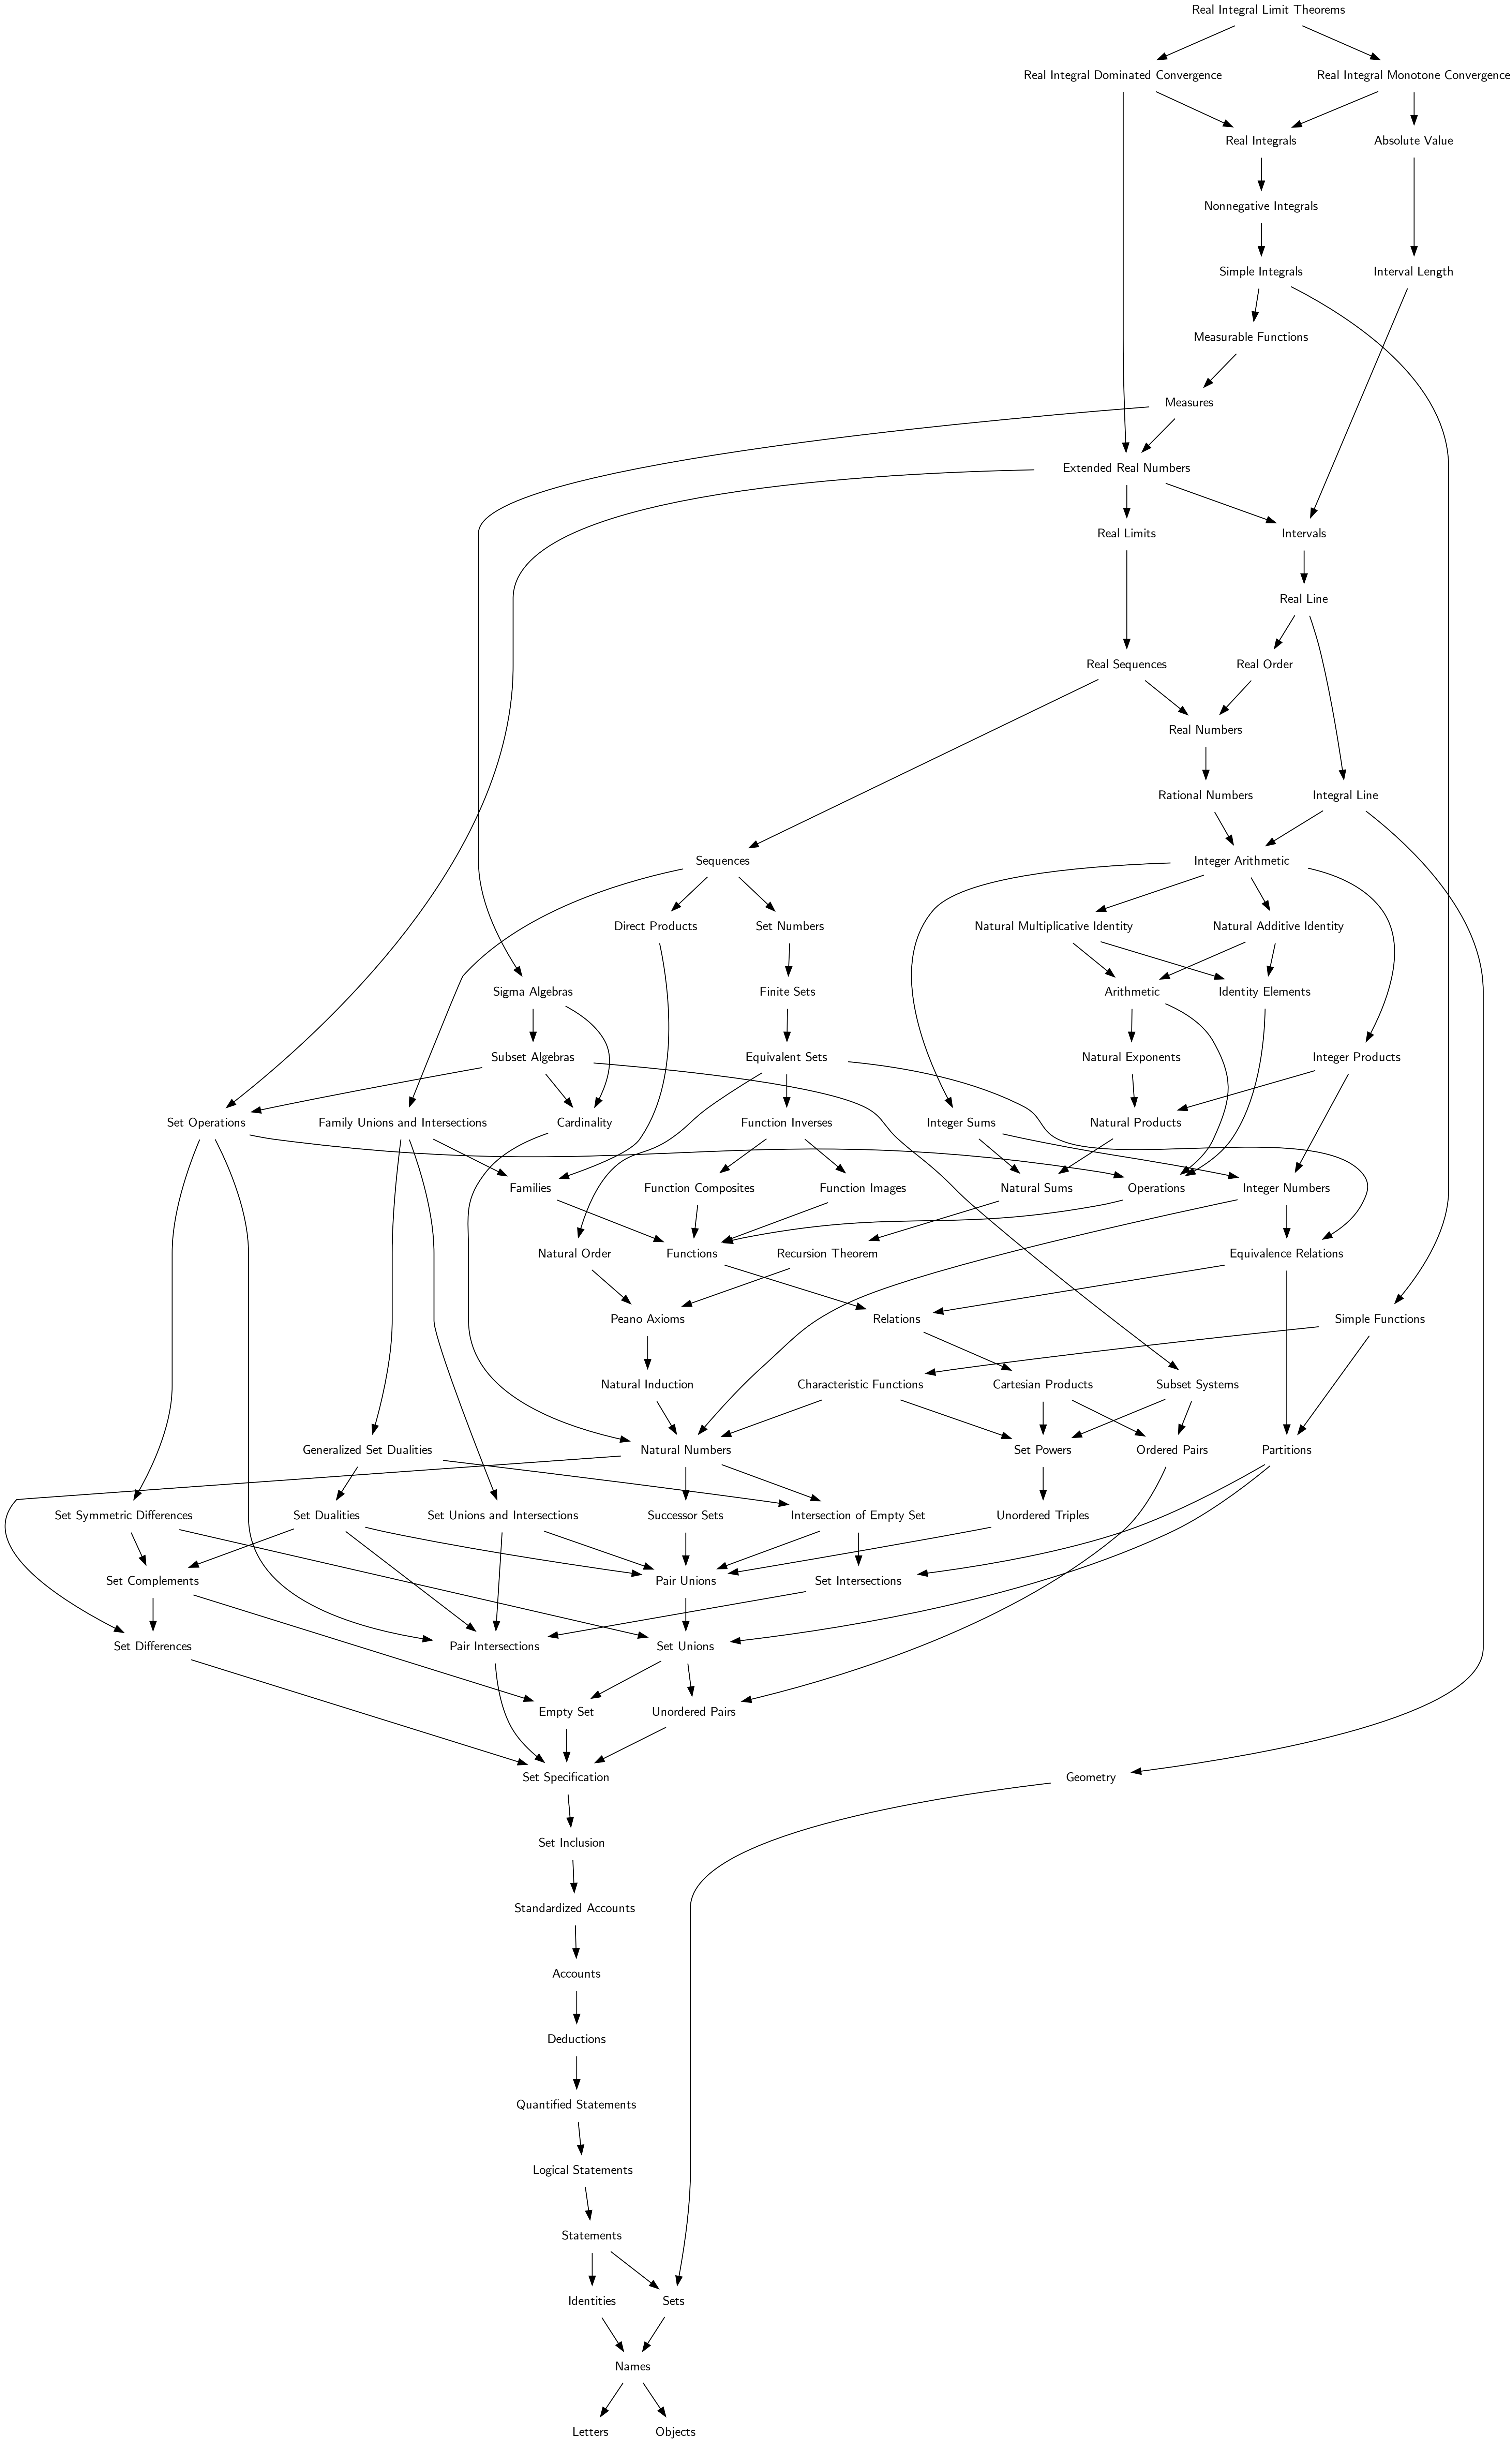 Real Integral Limit Theorems
Real Integral Dominated Convergence
Real Integral Monotone Convergence
Real Integrals
Absolute Value
Nonnegative Integrals
Simple Integrals
Interval Length
Measurable Functions
Measures
Extended Real Numbers
Real Limits
Intervals
Real Line
Real Sequences
Real Order
Real Numbers
Rational Numbers
Integral Line
Sequences
Integer Arithmetic
Direct Products
Set Numbers
Natural Multiplicative Identity
Natural Additive Identity
Sigma Algebras
Finite Sets
Arithmetic
Identity Elements
Subset Algebras
Equivalent Sets
Natural Exponents
Integer Products
Set Operations
Family Unions and Intersections
Cardinality
Function Inverses
Integer Sums
Natural Products
Families
Function Composites
Function Images
Natural Sums
Operations
Integer Numbers
Natural Order
Functions
Recursion Theorem
Equivalence Relations
Peano Axioms
Relations
Simple Functions
Natural Induction
Characteristic Functions
Cartesian Products
Subset Systems
Generalized Set Dualities
Natural Numbers
Set Powers
Ordered Pairs
Partitions
Set Symmetric Differences
Set Dualities
Set Unions and Intersections
Successor Sets
Intersection of Empty Set
Unordered Triples
Set Complements
Pair Unions
Set Intersections
Set Differences
Pair Intersections
Set Unions
Empty Set
Unordered Pairs
Set Specification
Geometry
Set Inclusion
Standardized Accounts
Accounts
Deductions
Quantified Statements
Logical Statements
Statements
Identities
Sets
Names
Letters
Objects